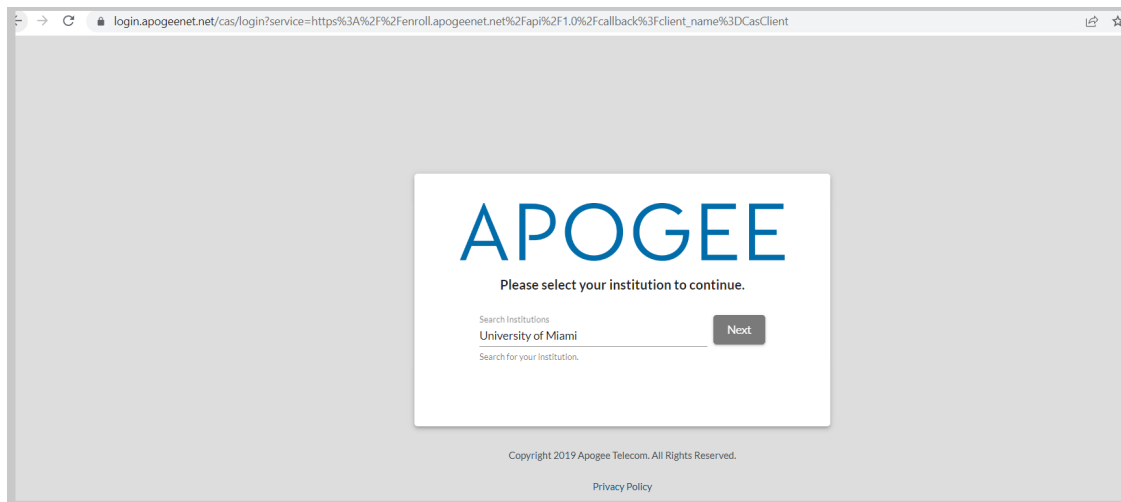 login.apogeenet.net/cas/login?service=https%3A%2F%2Fenroll.apogeenet.net%2Fapi%2F1.0%2Fcallback%3Fclient_name%3DCasClient
APOGEE
Please select your institution to continue.
Search Institutions
University of Miami
Next
Search for your institution.
Copyright 2019 Apogee Telecom. All Rights Reserved.
Privacy Policy